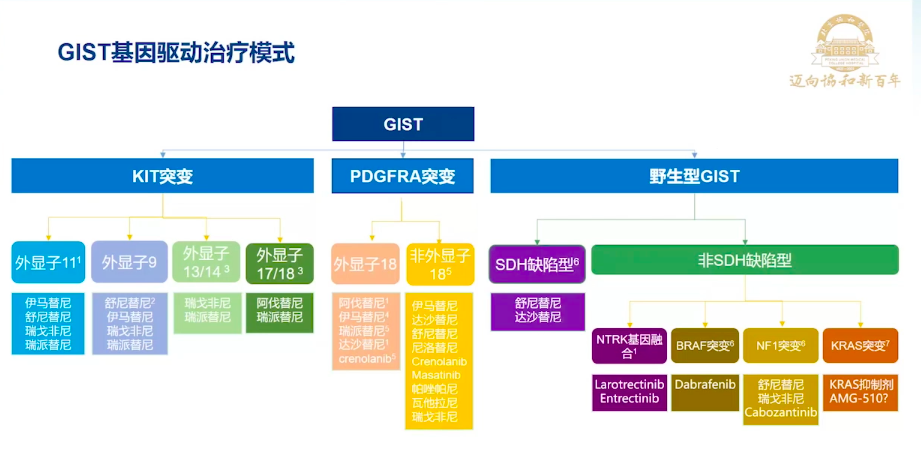 GIST基因驱动治疗模式
迈向协和新百年
GIST
KIT突变
PDGFRA突变
野生型GIST
外显子11¹
外显子9
外显子
13/14 ³
外显子
17/18 ³
外显子18
非外显子
18⁵
SDH缺陷型⁶
非SDH缺陷型
伊马替尼
舒尼替尼
瑞戈非尼
瑞派替尼
舒尼替尼²
伊马替尼
瑞戈非尼
瑞派替尼
瑞戈非尼
瑞派替尼
阿伐替尼
瑞派替尼
阿伐替尼¹
伊马替尼⁴
瑞派替尼⁵
达沙替尼¹
crenolanib⁵
伊马替尼
达沙替尼
舒尼替尼
尼洛替尼
Crenolanib
Masatinib
帕唑帕尼
瓦他拉尼
瑞戈非尼
舒尼替尼
达沙替尼
NTRK基因融
合¹
BRAF突变⁶
NF1突变⁶
KRAS突变⁷
Larotrectinib
Entrectinib
Dabrafenib
舒尼替尼
瑞戈非尼
Cabozantinib
KRAS抑制剂
AMG-510?